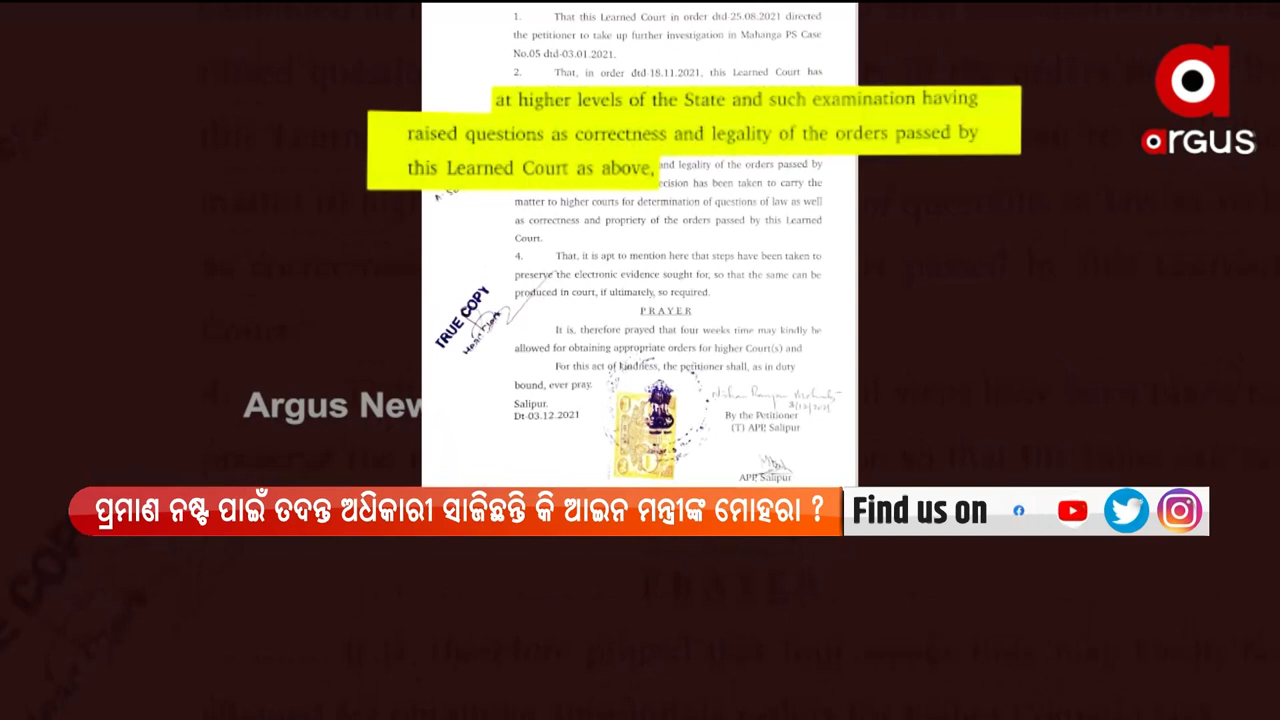 1. That this Learned Court in order dtd-25.08.2021 directed
the petitioner to take up further investigation in Mahanga PS Case
No.05 dtd-03.01.2021.
2. That, in order dtd-18.11.2021, this Learned Court has
at higher levels of the State and such examination having
raised questions as correctness and legality of the orders passed by
this Learned Court as above,
and legality of the orders passed by
decision has been taken to carry the
matter to higher courts for determination of questions of law as well
as correctness and propriety of the orders passed by this Learned
Court.
4. That, it is apt to mention here that steps have been taken to
preserve the electronic evidence sought for, so that the same can be
produced in court, if ultimately, so required.
PRAYER
It is, therefore prayed that four weeks time may kindly be
allowed for obtaining appropriate orders for higher Court(s) and
For this act of kindness, the petitioner shall, as in duty
bound, ever pray.
Salipur.
Dt-03.12.2021
By the Petitioner
(T) APP, Salipur
APP, Salipur
TRUE COPY
argus
Argus New
ପ୍ରମାଣ ନଷ୍ଟ ପାଇଁ ତଦନ୍ତ ଅଧିକାରୀ ସାଜିଛନ୍ତି କି ଆଇନ ମନ୍ତ୍ରୀଙ୍କ ମୋହରା ?
Find us on